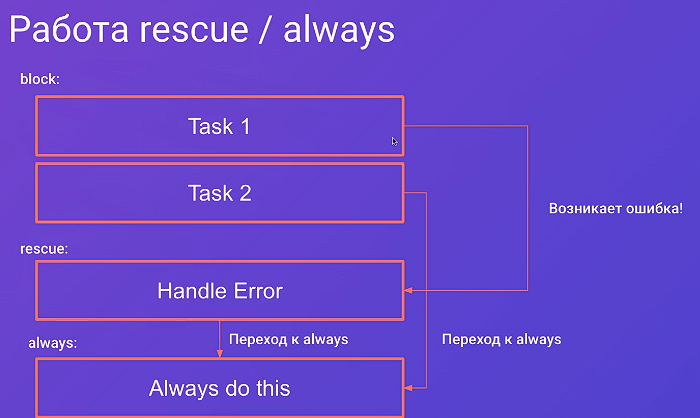 Работа rescue / always
block:
Task 1
Task 2
Возникает ошибка!
rescue:
Handle Error
Переход к always
Переход к always
always:
Always do this